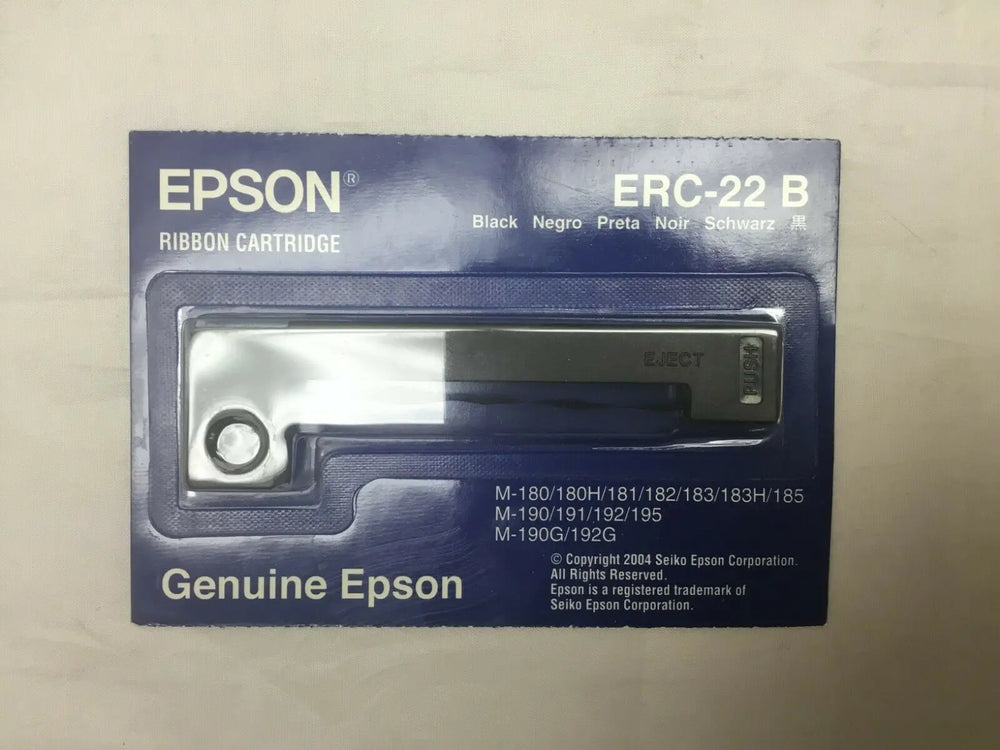 EPSON®
RIBBON CARTRIDGE
ERC-22 B
Black Negro Preta Noir Schwarz 黒
EJECT
PUSH
M-180/180H/181/182/183/183H/185
M-190/191/192/195
M-190G/192G
Genuine Epson
© Copyright 2004 Seiko Epson Corporation.
All Rights Reserved.
Epson is a registered trademark of
Seiko Epson Corporation.